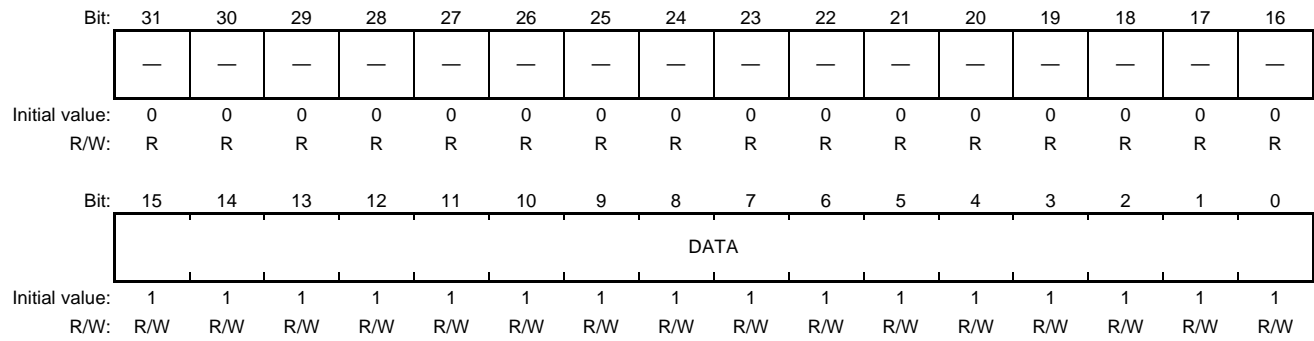 Bit: 31 30 29 28 27 26 25 24 23 22 21 20 19 18 17 16
— — — — — — — — — — — — — — — —
Initial value: 0 0 0 0 0 0 0 0 0 0 0 0 0 0 0 0
R/W: R R R R R R R R R R R R R R R R
Bit: 15 14 13 12 11 10 9 8 7 6 5 4 3 2 1 0
DATA
Initial value: 1 1 1 1 1 1 1 1 1 1 1 1 1 1 1 1
R/W: R/W R/W R/W R/W R/W R/W R/W R/W R/W R/W R/W R/W R/W R/W R/W R/W